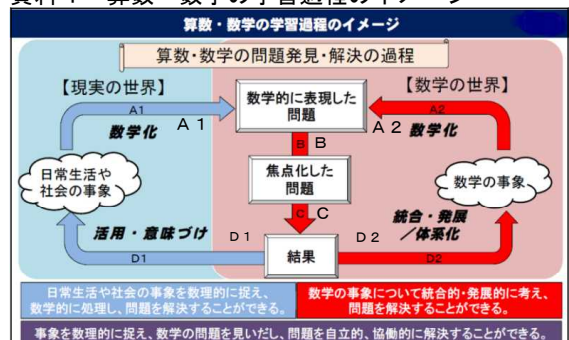 資料1 算数・数学の学習過程のイメージ
算数・数学の学習過程のイメージ
算数・数学の問題発見・解決の過程
【現実の世界】
【数学の世界】
A1
A1
数学化
数学的に表現した
問題
A2
A2
数学化
B
B
日常生活や
社会の事象
焦点化した
問題
数学の事象
C
C
活用・意味づけ
D1
D1
結果
D2
D2
統合・発展
/体系化
日常生活や社会の事象を数理的に捉え、
数学的に処理し、問題を解決することができる。
数学の事象について統合的・発展的に考え、
問題を解決することができる。
事象を数理的に捉え、数学の問題を見いだし、問題を自立的、協働的に解決することができる。